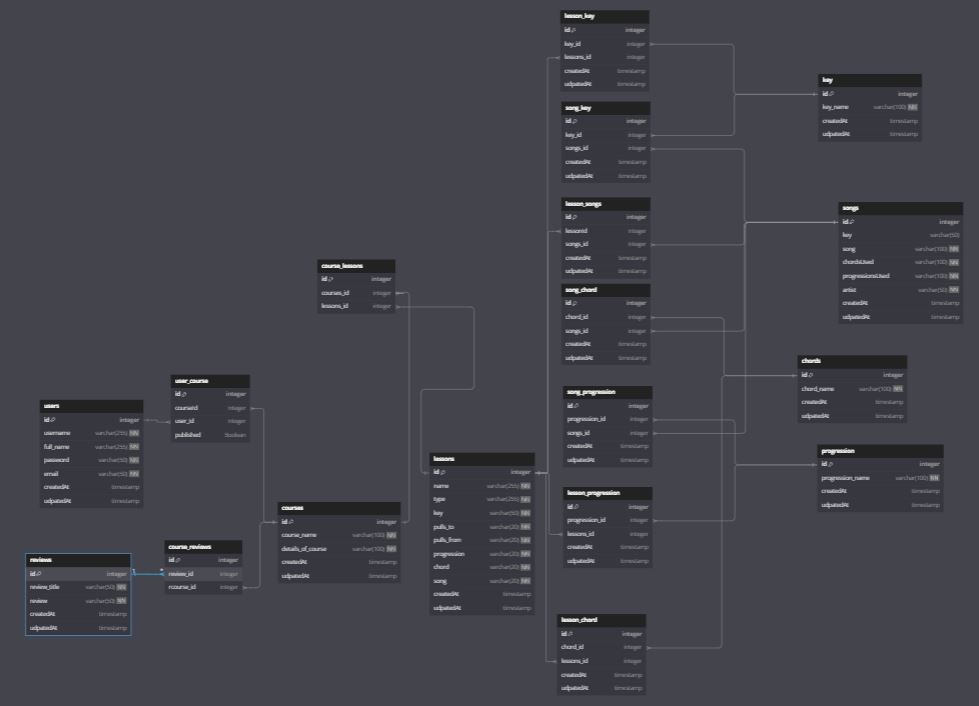 lesson_key
id integer
key_id integer
lessons_id integer
createdAt timestamp
udpatedAt timestamp
song_key
id integer
key_id integer
songs_id integer
createdAt timestamp
udpatedAt timestamp
key
id integer
key_name varchar(100) NN
createdAt timestamp
udpatedAt timestamp
lesson_songs
id integer
lessonId integer
songs_id integer
createdAt timestamp
udpatedAt timestamp
songs
id integer
key varchar(50)
song varchar(100) NN
chordsUsed varchar(100) NN
progressionsUsed varchar(100) NN
artist varchar(50) NN
createdAt timestamp
udpatedAt timestamp
course_lessons
id integer
courses_id integer
lessons_id integer
song_chord
id integer
chord_id integer
songs_id integer
createdAt timestamp
udpatedAt timestamp
chords
id integer
chord_name varchar(100) NN
createdAt timestamp
udpatedAt timestamp
user_course
id integer
courseId integer
user_id integer
published boolean
users
id integer
username varchar(255) NN
full_name varchar(255) NN
password varchar(50) NN
email varchar(50) NN
createdAt timestamp
udpatedAt timestamp
song_progression
id integer
progression_id integer
songs_id integer
createdAt timestamp
udpatedAt timestamp
progression
id integer
progression_name varchar(100) NN
createdAt timestamp
udpatedAt timestamp
lessons
id integer
name varchar(255) NN
type varchar(255) NN
key varchar(50) NN
pulls_to varchar(20) NN
pulls_from varchar(20) NN
progression varchar(20) NN
chord varchar(20) NN
song varchar(20) NN
createdAt timestamp
udpatedAt timestamp
lesson_progression
id integer
progression_id integer
lessons_id integer
createdAt timestamp
udpatedAt timestamp
courses
id integer
course_name varchar(100) NN
details_of_course varchar(100) NN
createdAt timestamp
udpatedAt timestamp
course_reviews
id integer
review_id integer
rcourse_id integer
reviews
id integer
review_title varchar(50) NN
review varchar(50) NN
createdAt timestamp
udpatedAt timestamp
lesson_chord
id integer
chord_id integer
lessons_id integer
createdAt timestamp
udpatedAt timestamp